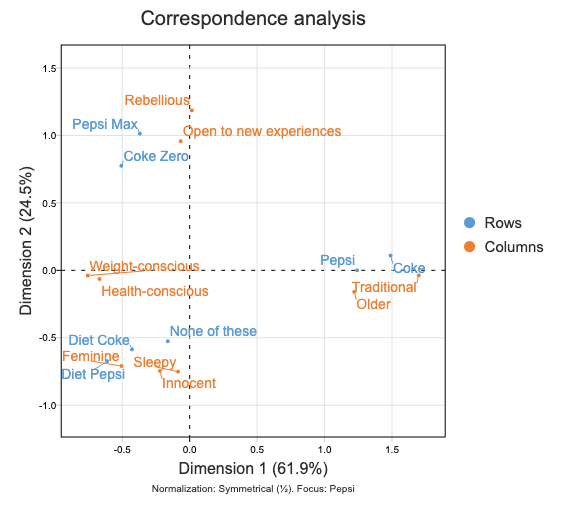 Correspondence analysis
1.5
Rebellious
Pepsi Max
Open to new experiences
1.0
Coke Zero
0.5
Dimension 2 (24.5%)
Rows
Columns
Pepsi
Weight-conscious
Coke
0.0
Health-conscious
Traditional
Older
None of these
-0.5
Diet Coke
Feminine
Sleepy
Diet Pepsi
Innocent
-1.0
-0.5 0.0 0.5 1.0 1.5
Dimension 1 (61.9%)
Normalization: Symmetrical (½). Focus: Pepsi